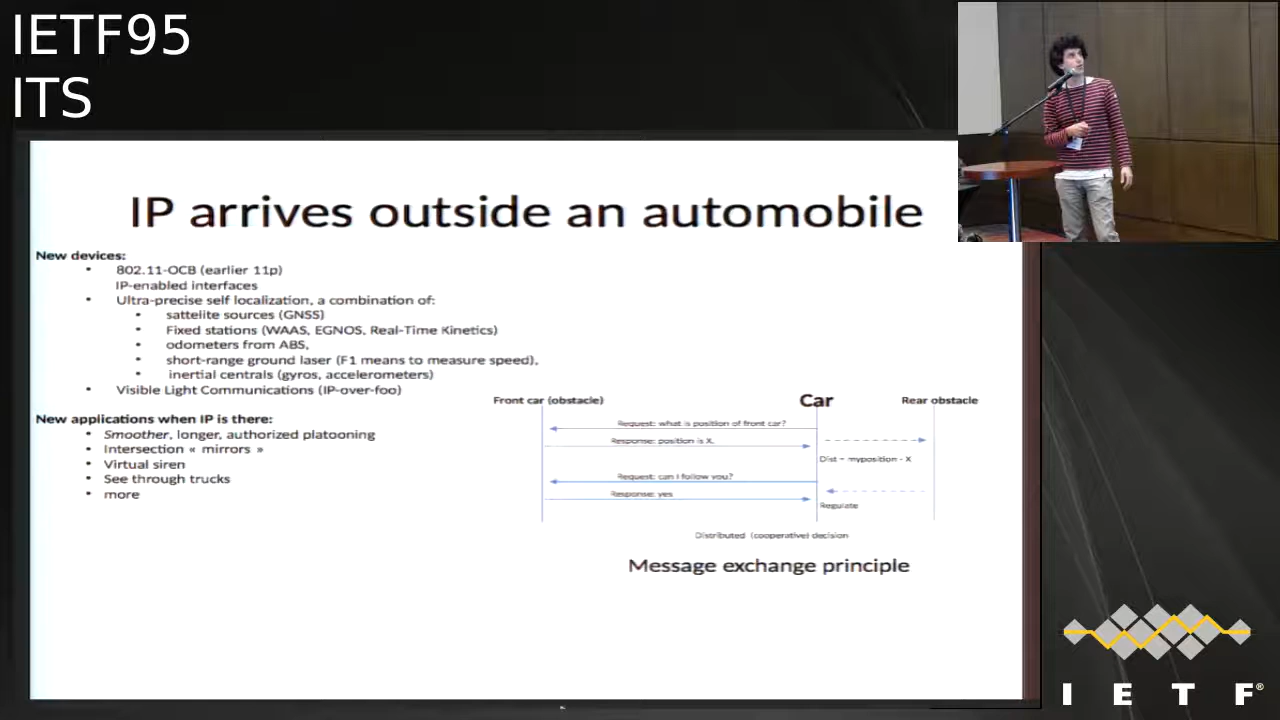 IETF95
ITS
IP arrives outside an automobile
New devices:
• 802.11-OCB (earlier 11p)
IP-enabled interfaces
• Ultra-precise self localization, a combination of:
• sattelite sources (GNSS)
• Fixed stations (WAAS, EGNOS, Real-Time Kinetics)
• odometers from ABS,
• short-range ground laser (F1 means to measure speed),
• inertial centrals (gyros, accelerometers)
• Visible Light Communications (IP-over-foo)
New applications when IP is there:
• Smoother, longer, authorized platooning
• Intersection « mirrors »
• Virtual siren
• See through trucks
• more
Front car (obstacle)
Car
Rear obstacle
Request: what is position of front car?
Response: position is X.
Dist = myposition - X
Request: can I follow you?
Response: yes
Regulate
Distributed (cooperative) decision
Message exchange principle
IETF®